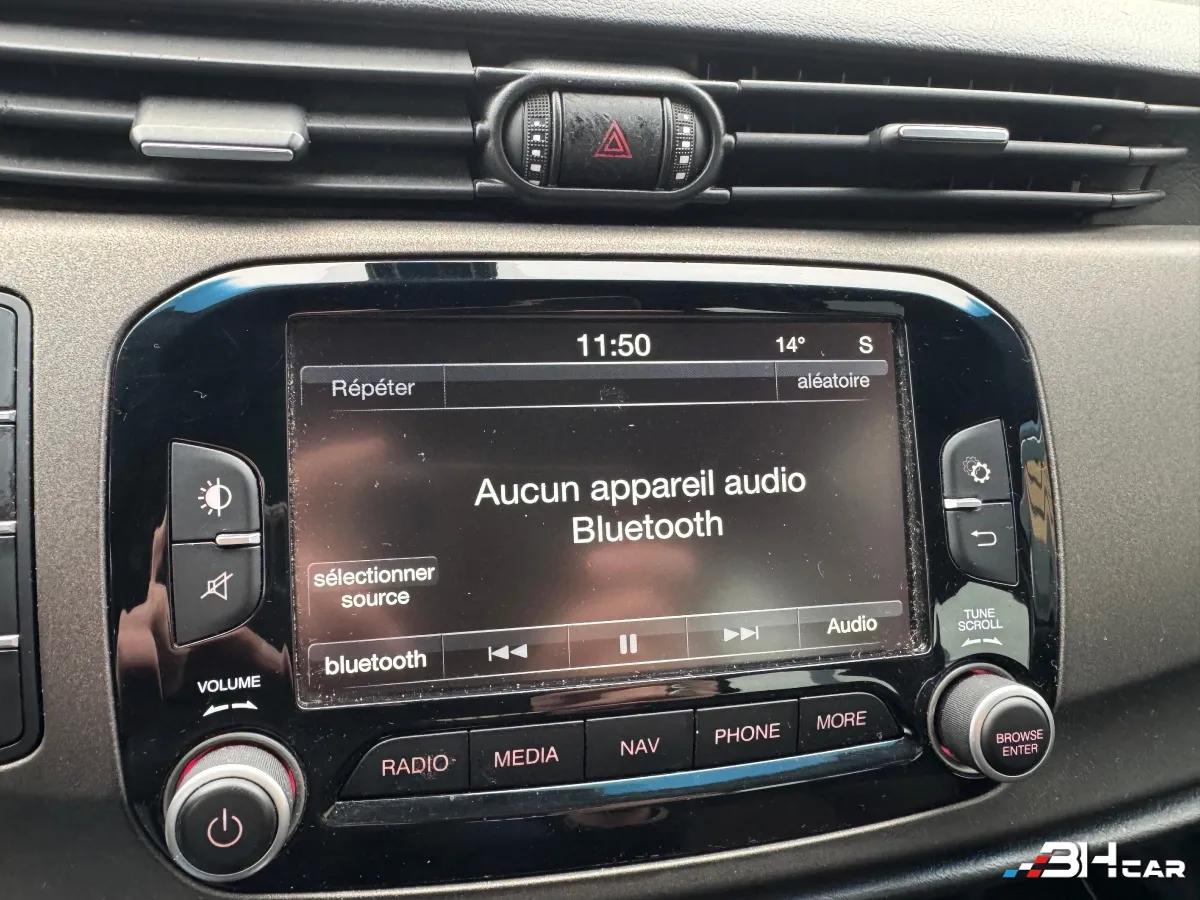 11:50 14° S
Répéter aléatoire
Aucun appareil audio
Bluetooth
sélectionner
source
bluetooth Audio
VOLUME
TUNE
SCROLL
RADIO MEDIA NAV PHONE MORE
BROWSE
ENTER
3HCAR